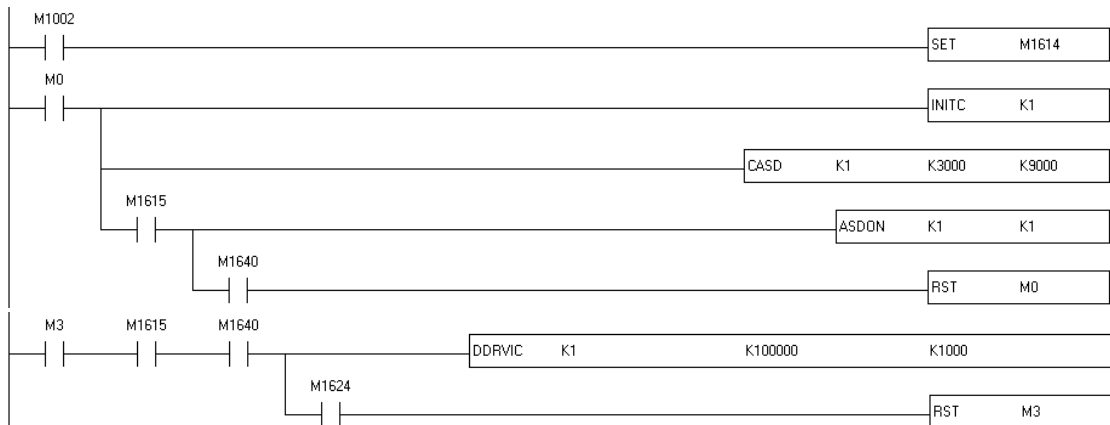 M1002
SET M1614
M0
INITC K1
CASD K1 K3000 K9000
M1615
ASDON K1 K1
M1640
RST M0
M3 M1615 M1640
DDRVIC K1 K100000 K1000
M1624
RST M3